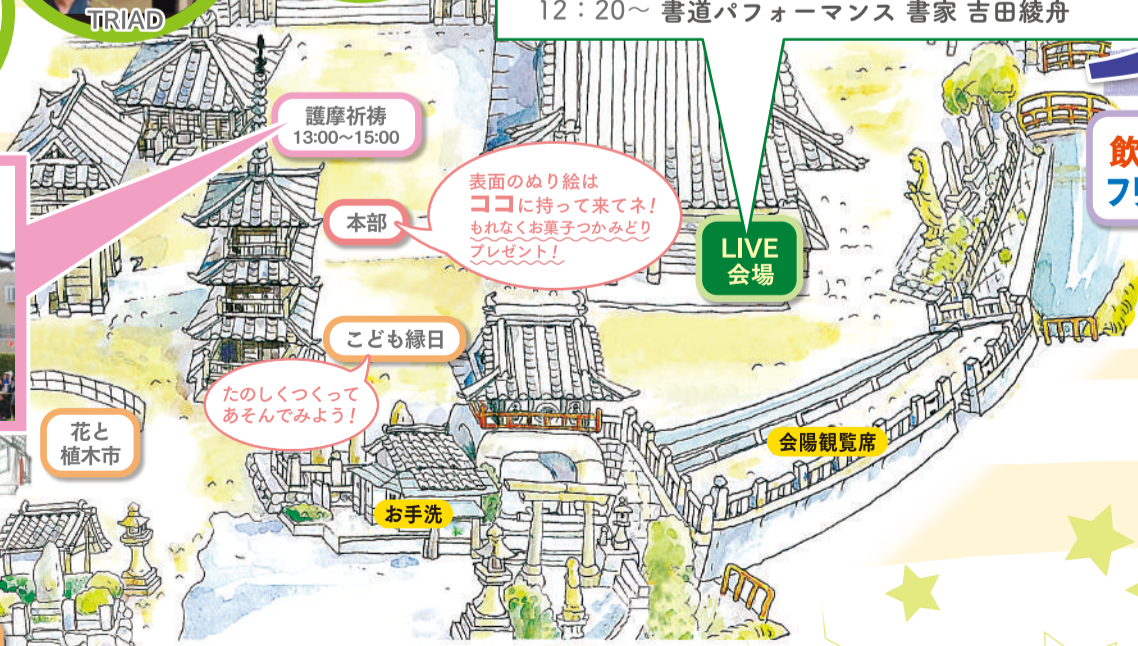 TRIAD
12：20〜 書道パフォーマンス 書家 吉田綾舟
護摩祈祷
13:00〜15:00
表面のぬり絵は
ココに持って来てネ！
もれなくお菓子つかみどり
プレゼント！
本部
LIVE
会場
こども縁日
たのしくつくって
あそんでみよう！
花と
植木市
会陽観覧席
お手洗
飲
フリ